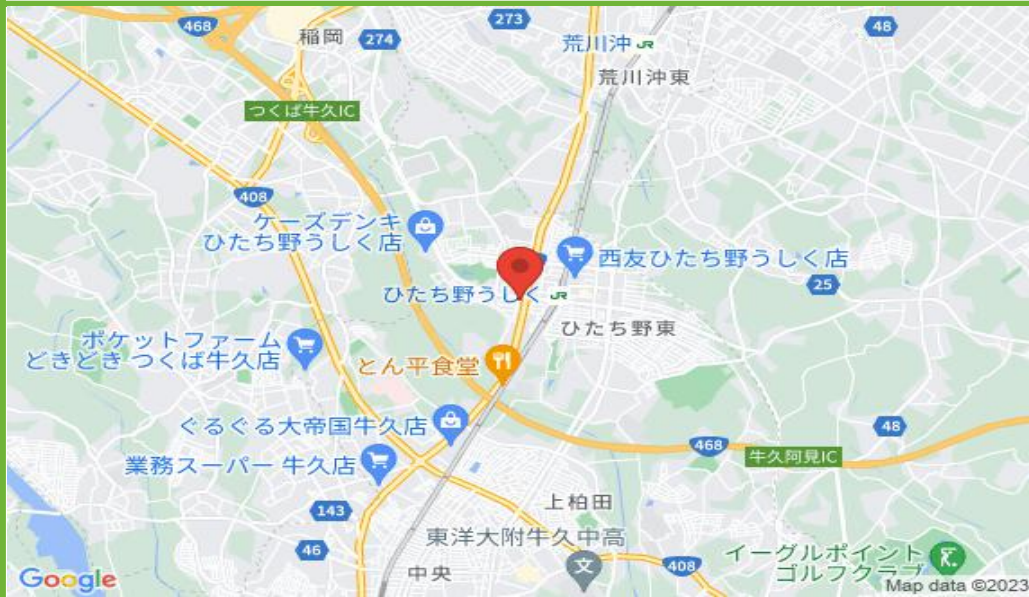 468
273
48
稲岡
274
荒川沖 JR
荒川沖東
つくば牛久IC
408
ケーズデンキ
ひたち野うしく店
西友ひたち野うしく店
25
ひたち野うしく JR
ひたち野東
ポケットファーム
どきどき つくば牛久店
とん平食堂
ぐるぐる大帝国牛久店
48
468
牛久阿見IC
業務スーパー 牛久店
上柏田
143
東洋大附牛久中高
46
文
イーグルポイント
ゴルフクラブ
408
中央
Google
Map data ©2023